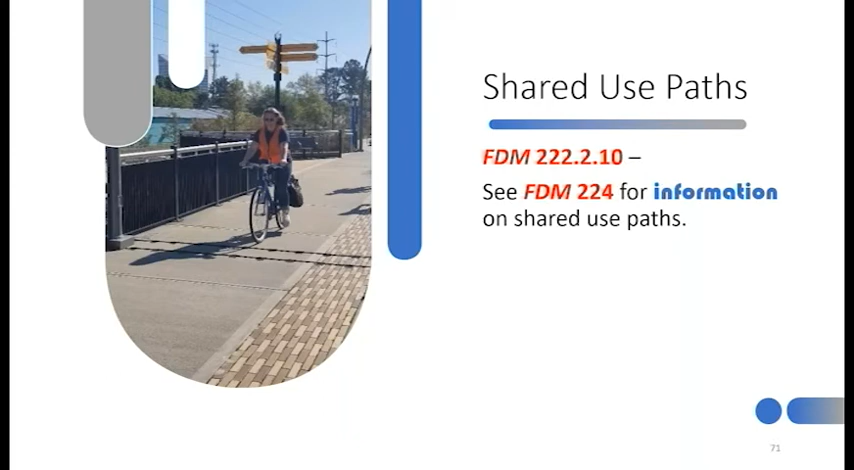 Shared Use Paths
FDM 222.2.10 –
See FDM 224 for information
on shared use paths.
71